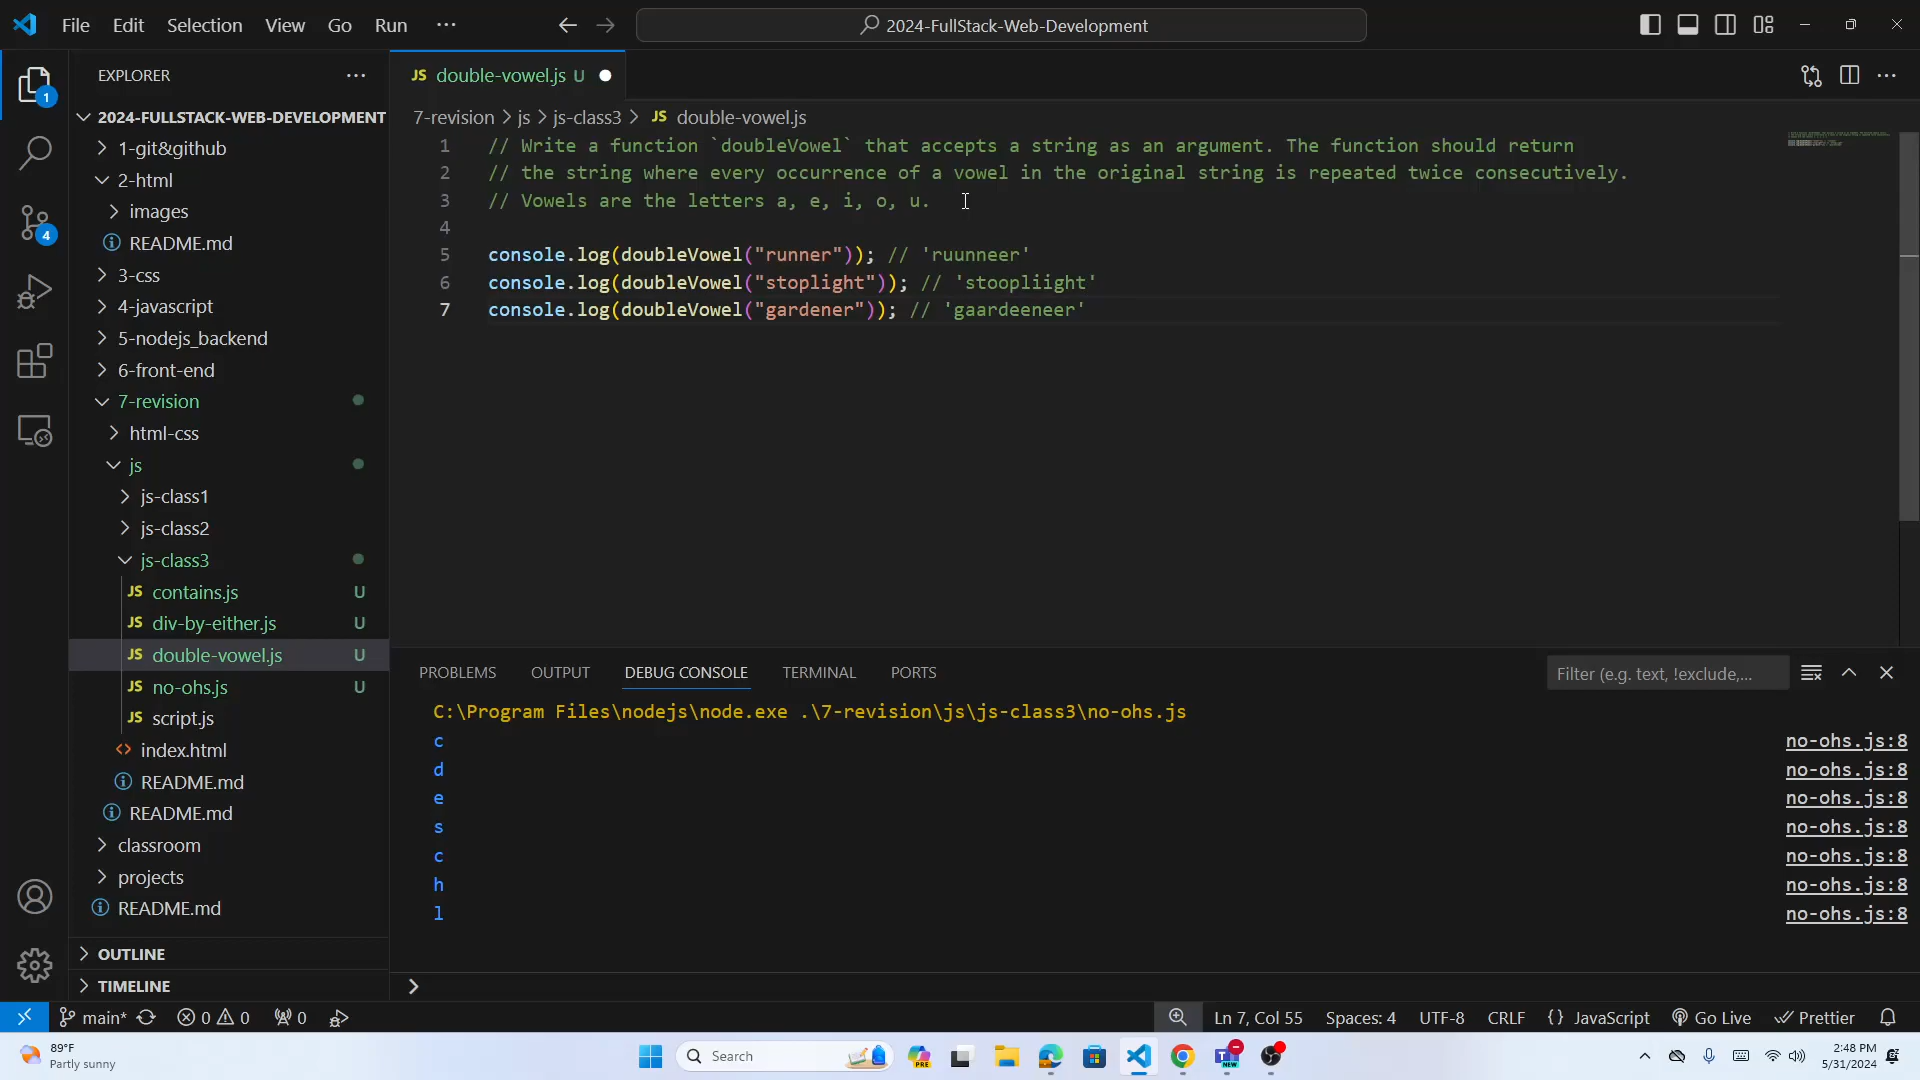 File Edit Selection View Go Run ···
2024-FullStack-Web-Development
EXPLORER
2024-FULLSTACK-WEB-DEVELOPMENT
1-git&github
2-html
images
README.md
3-css
4-javascript
5-nodejs_backend
6-front-end
7-revision
html-css
js
js-class1
js-class2
js-class3
JS contains.js U
JS div-by-either.js U
JS double-vowel.js U
JS no-ohs.js U
JS script.js
<> index.html
README.md
README.md
classroom
projects
README.md
OUTLINE
TIMELINE
1
4
JS double-vowel.js U
7-revision > js > js-class3 > JS double-vowel.js
1 // Write a function `doubleVowel` that accepts a string as an argument. The function should return
2 // the string where every occurrence of a vowel in the original string is repeated twice consecutively.
3 // Vowels are the letters a, e, i, o, u.
4
5 console.log(doubleVowel("runner")); // 'ruunneer'
6 console.log(doubleVowel("stoplight")); // 'stoopliight'
7 console.log(doubleVowel("gardener")); // 'gaardeeneer'
PROBLEMS OUTPUT DEBUG CONSOLE TERMINAL PORTS
Filter (e.g. text, !exclude,...
C:\Program Files\nodejs\node.exe .\7-revision\js\js-class3\no-ohs.js
c no-ohs.js:8
d no-ohs.js:8
e no-ohs.js:8
s no-ohs.js:8
c no-ohs.js:8
h no-ohs.js:8
l no-ohs.js:8
main* 0 0 0
Ln 7, Col 55 Spaces: 4 UTF-8 CRLF {} JavaScript Go Live Prettier
89°F
Partly sunny
Search
PRE
NEW
2:48 PM
5/31/2024